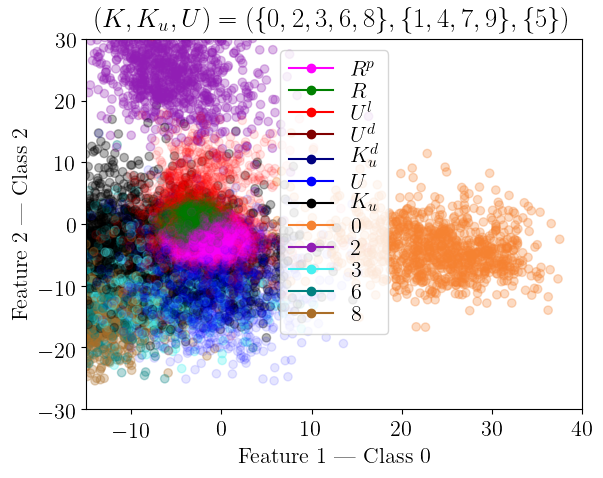 (K, K_u, U) = ({0, 2, 3, 6, 8}, {1, 4, 7, 9}, {5})
30
20
10
0
−10
−20
−30
Feature 2 — Class 2
R^p
R
U^l
U^d
K_u^d
U
K_u
0
2
3
6
8
−10
0
10
20
30
40
Feature 1 — Class 0